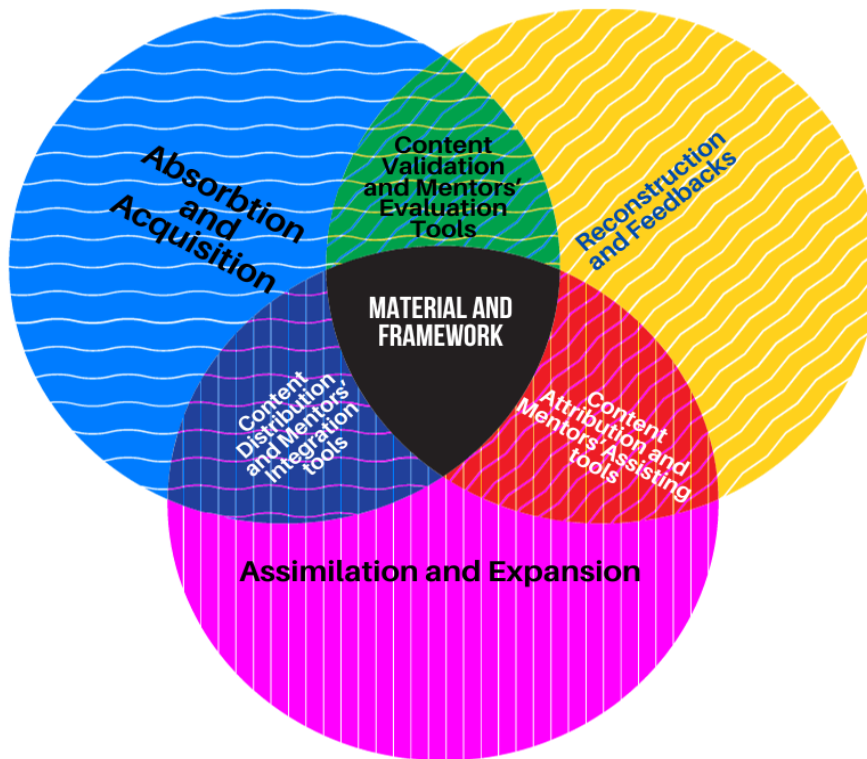 Absorbtion
and
Acquisition
Content
Validation
and Mentors'
Evaluation
Tools
Reconstruction
and Feedbacks
MATERIAL AND
FRAMEWORK
Content
Distribution
and Mentors'
Integration
tools
Content
Attribution and
Mentors' Assisting
tools
Assimilation and Expansion